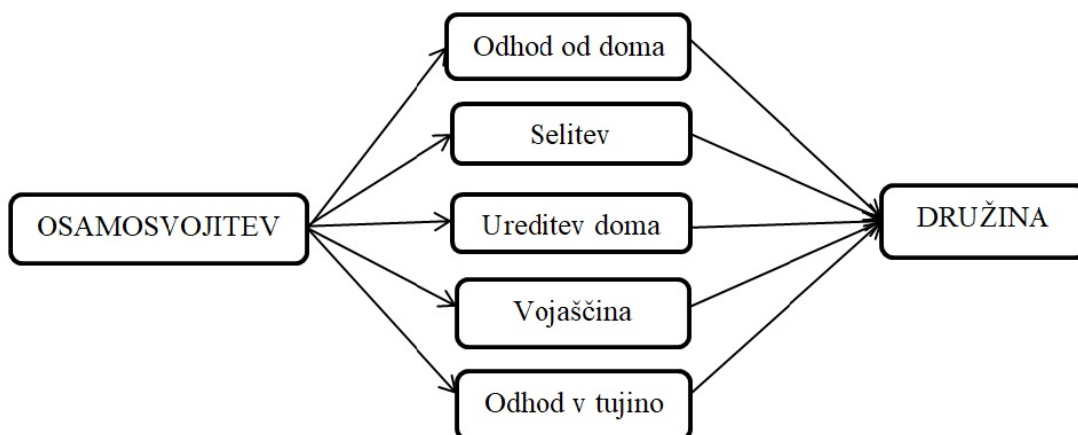 Odhod od doma
Selitev
OSAMOSVOJITEV
Ureditev doma
DRUŽINA
Vojaščina
Odhod v tujino